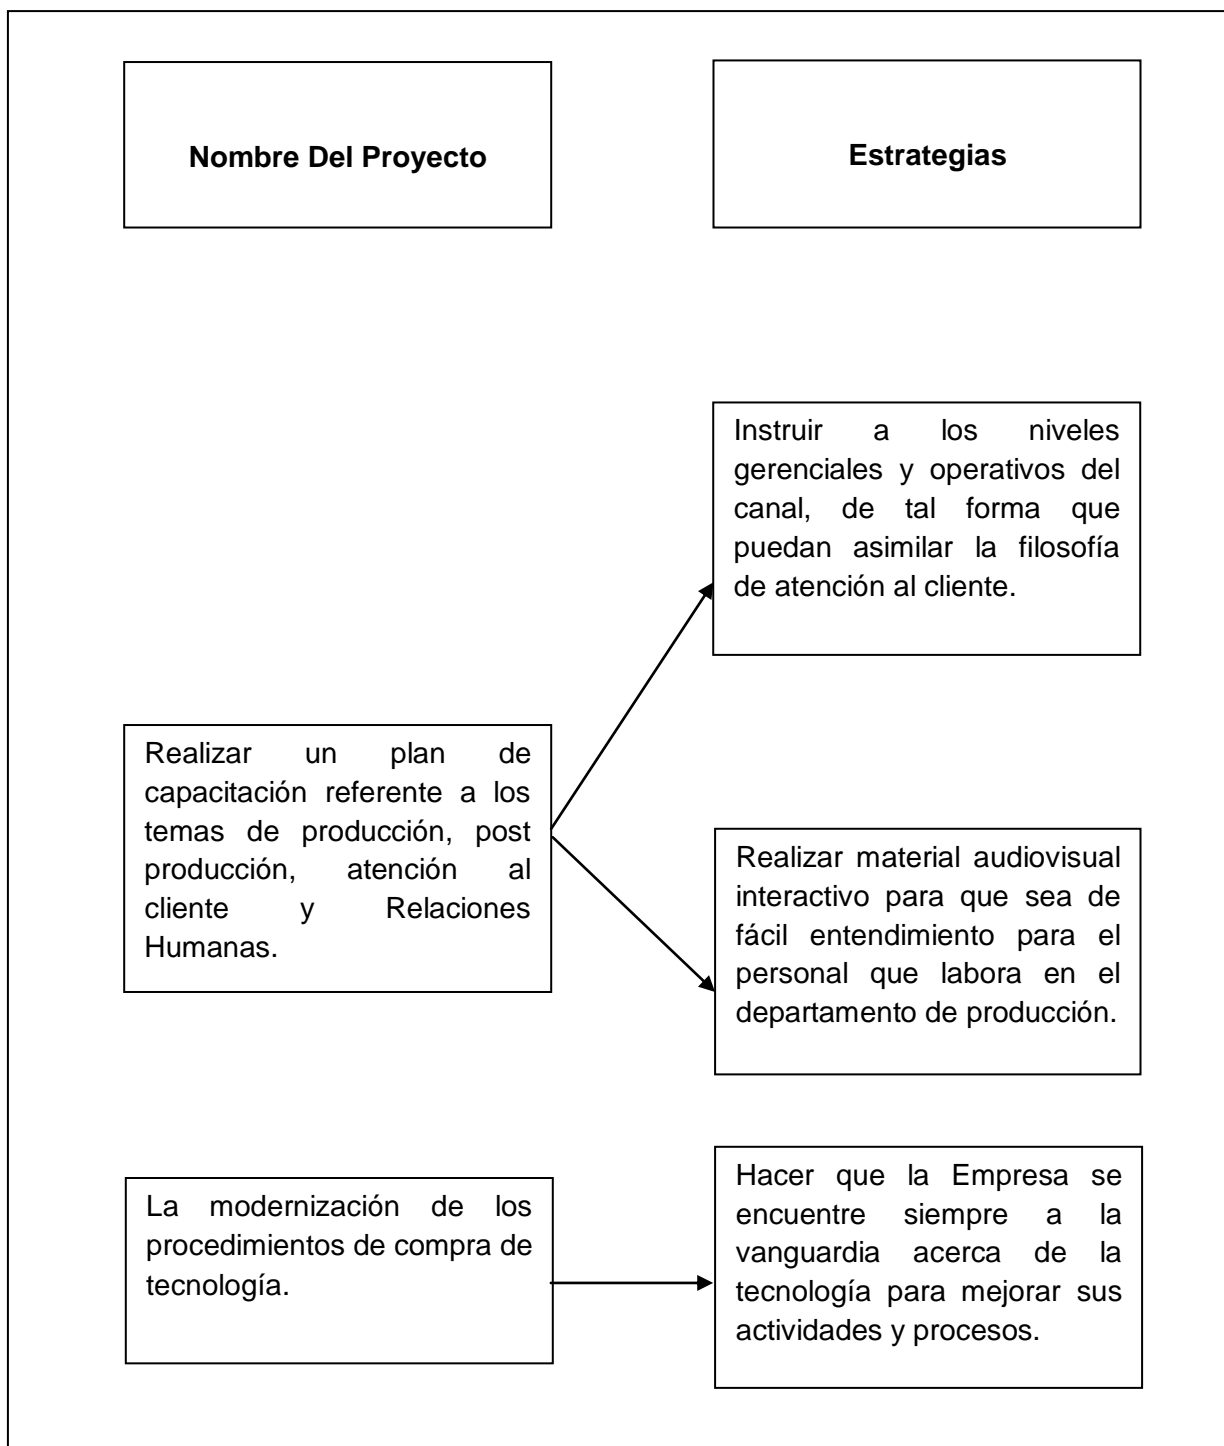 Nombre Del Proyecto
Estrategias
Instruir a los niveles
gerenciales y operativos del
canal, de tal forma que
puedan asimilar la filosofía
de atención al cliente.
Realizar un plan de
capacitación referente a los
temas de producción, post
producción, atención al
cliente y Relaciones
Humanas.
Realizar material audiovisual
interactivo para que sea de
fácil entendimiento para el
personal que labora en el
departamento de producción.
La modernización de los
procedimientos de compra de
tecnología.
Hacer que la Empresa se
encuentre siempre a la
vanguardia acerca de la
tecnología para mejorar sus
actividades y procesos.